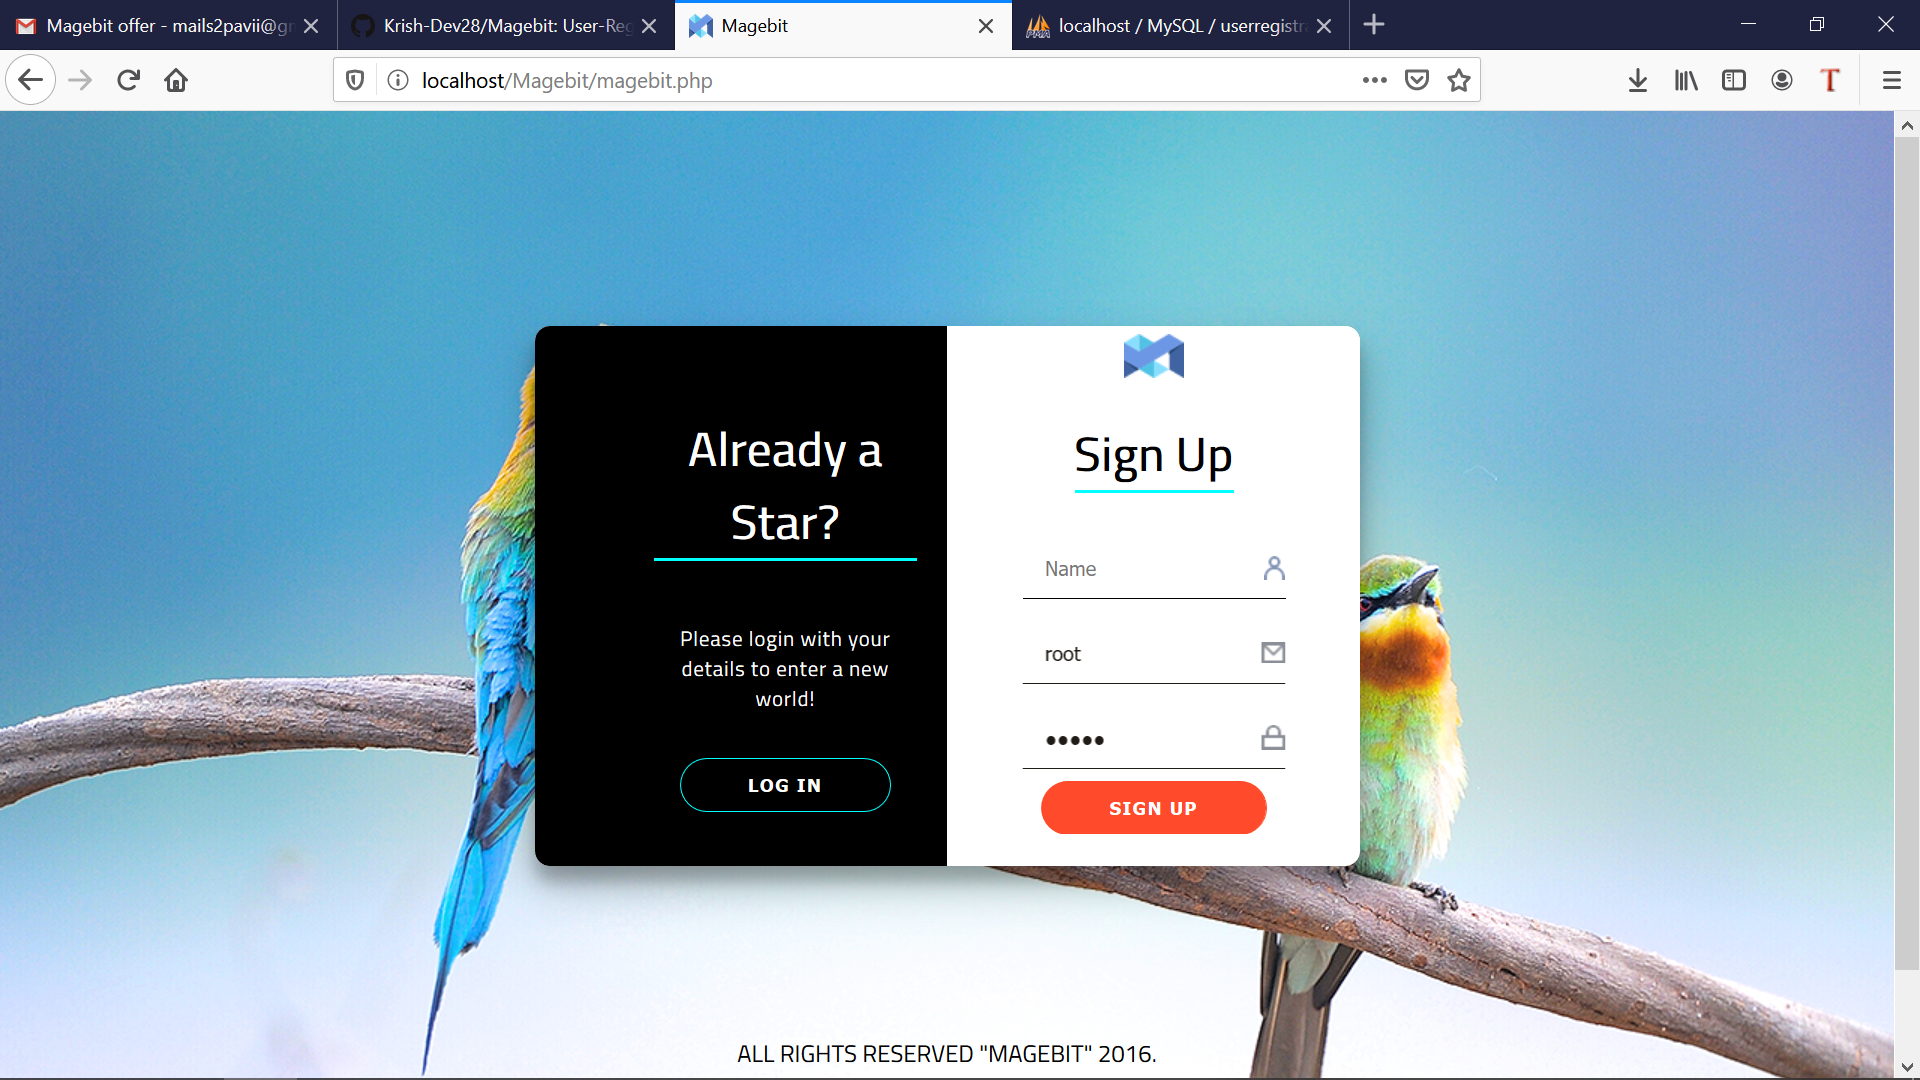 Magebit offer - mails2pavii@g
Krish-Dev28/Magebit: User-Reg
Magebit
localhost / MySQL / userregistr
localhost/Magebit/magebit.php
Already a
Star?
Please login with your
details to enter a new
world!
LOG IN
Sign Up
Name
root
•••••
SIGN UP
ALL RIGHTS RESERVED "MAGEBIT" 2016.